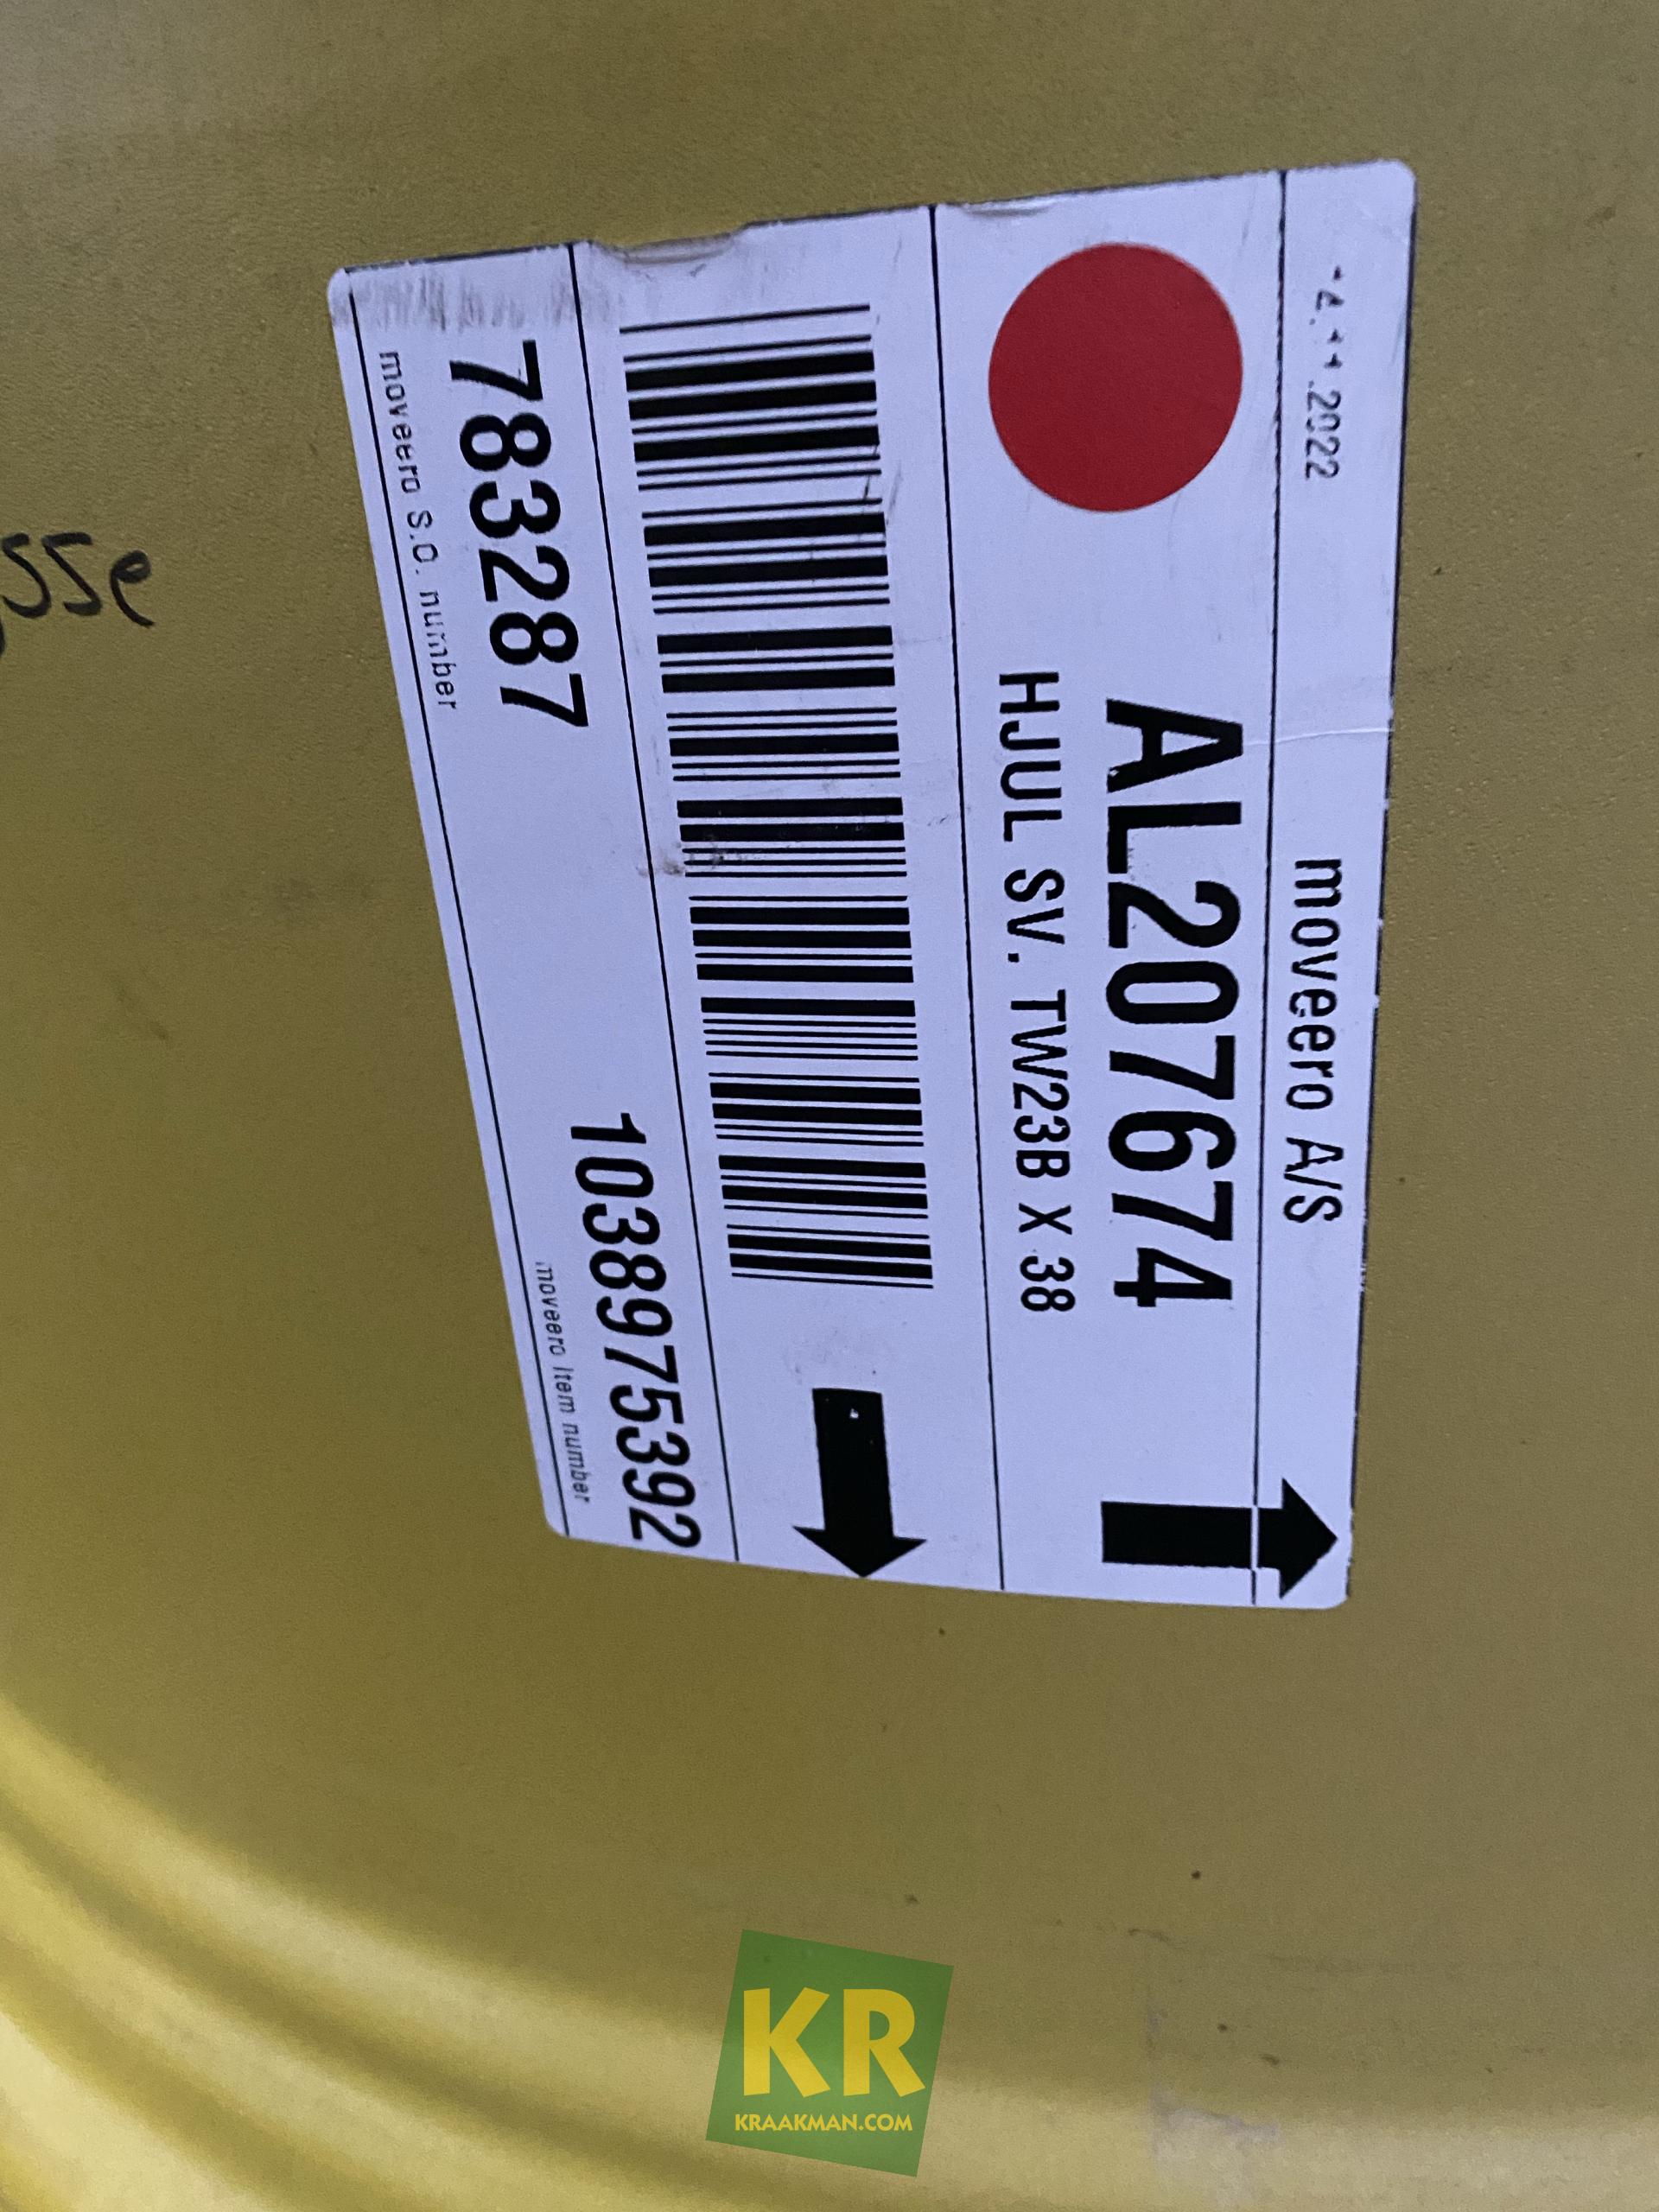 2022
moveero A/S
AL207674
HJUL SV. TW23B X 38
783287
moveero S.O. number
1038975392
moveero item number
KR
KRAAKMAN.COM